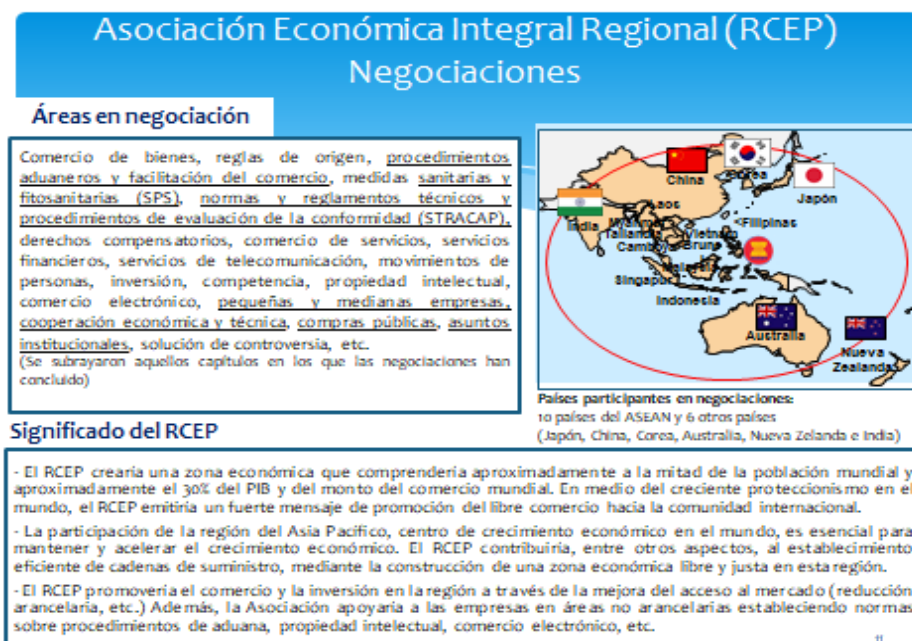 Asociación Económica Integral Regional (RCEP)
Negociaciones
Áreas en negociación
Comercio de bienes, reglas de origen, procedimientos
aduaneros y facilitación del comercio, medidas sanitarias y
fitosanitarias (SPS), normas y reglamentos técnicos y
procedimientos de evaluación de la conformidad (STRACAP),
derechos compensatorios, comercio de servicios, servicios
financieros, servicios de telecomunicación, movimientos de
personas, inversión, competencia, propiedad intelectual,
comercio electrónico, pequeñas y medianas empresas,
cooperación económica y técnica, compras públicas, asuntos
institucionales, solución de controversia, etc.
(Se subrayaron aquellos capítulos en los que las negociaciones han
concluido)
China
Corea
Japón
India
Laos
Myanmar
Tailandia
Vietnam
Filipinas
Camboya
Brunei
Malasia
Singapur
Indonesia
Australia
Nueva
Zealanda
Países participantes en negociaciones:
10 países del ASEAN y 6 otros países
(Japón, China, Corea, Australia, Nueva Zelanda e India)
Significado del RCEP
- El RCEP crearía una zona económica que comprendería aproximadamente a la mitad de la población mundial y
aproximadamente el 30% del PIB y del monto del comercio mundial. En medio del creciente proteccionismo en el
mundo, el RCEP emitiría un fuerte mensaje de promoción del libre comercio hacia la comunidad internacional.
- La participación de la región del Asia Pacífico, centro de crecimiento económico en el mundo, es esencial para
mantener y acelerar el crecimiento económico. El RCEP contribuiría, entre otros aspectos, al establecimiento
eficiente de cadenas de suministro, mediante la construcción de una zona económica libre y justa en esta región.
- El RCEP promovería el comercio y la inversión en la región a través de la mejora del acceso al mercado (reducción
arancelaria, etc.) Además, la Asociación apoyaría a las empresas en áreas no arancelarias estableciendo normas
sobre procedimientos de aduana, propiedad intelectual, comercio electrónico, etc.
11